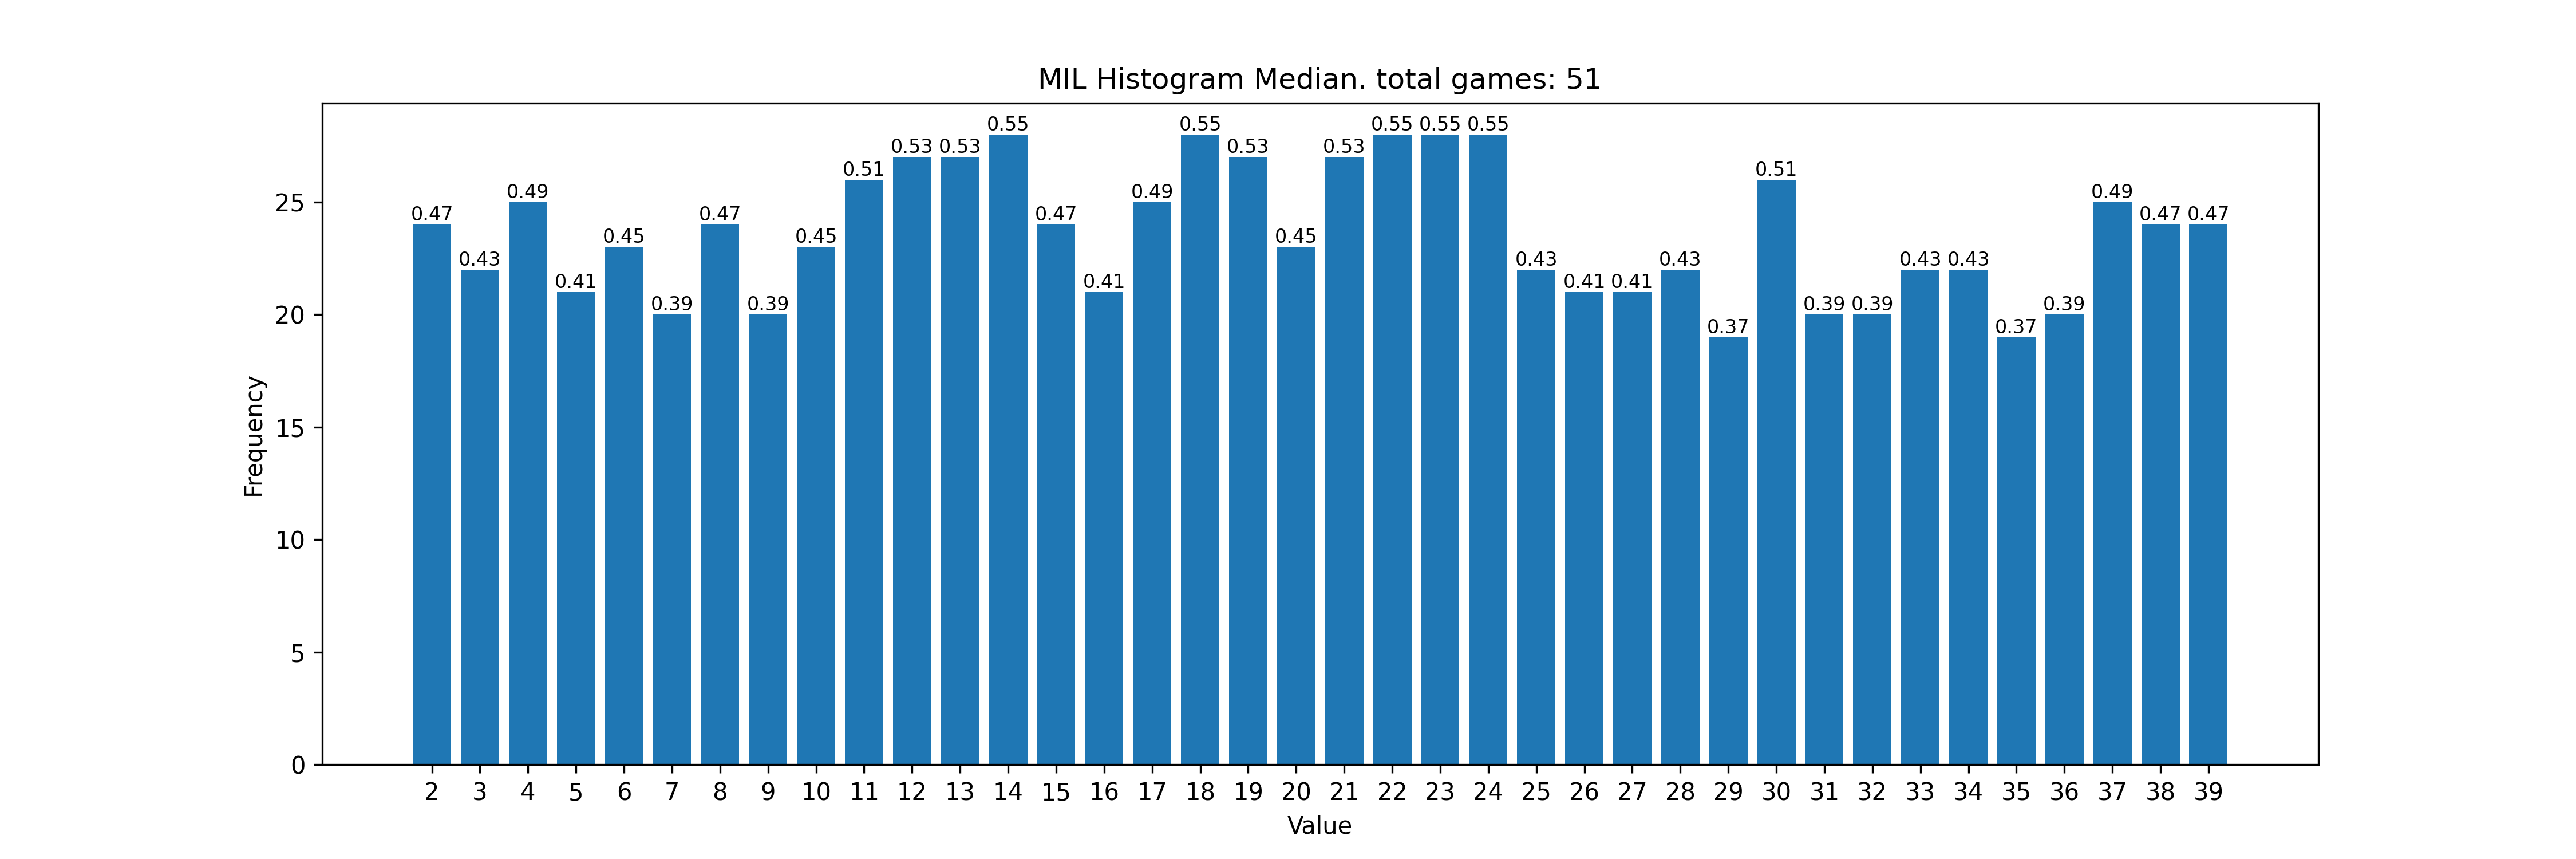 MIL Histogram Median. total games: 51
Frequency
25
20
15
10
5
0
0.47 0.43 0.49 0.41 0.45 0.39 0.47 0.39 0.45 0.51 0.53 0.53 0.55 0.47 0.41 0.49 0.55 0.53 0.45 0.53 0.55 0.55 0.55 0.43 0.41 0.41 0.43 0.37 0.51 0.39 0.39 0.43 0.43 0.37 0.39 0.49 0.47 0.47
2 3 4 5 6 7 8 9 10 11 12 13 14 15 16 17 18 19 20 21 22 23 24 25 26 27 28 29 30 31 32 33 34 35 36 37 38 39
Value